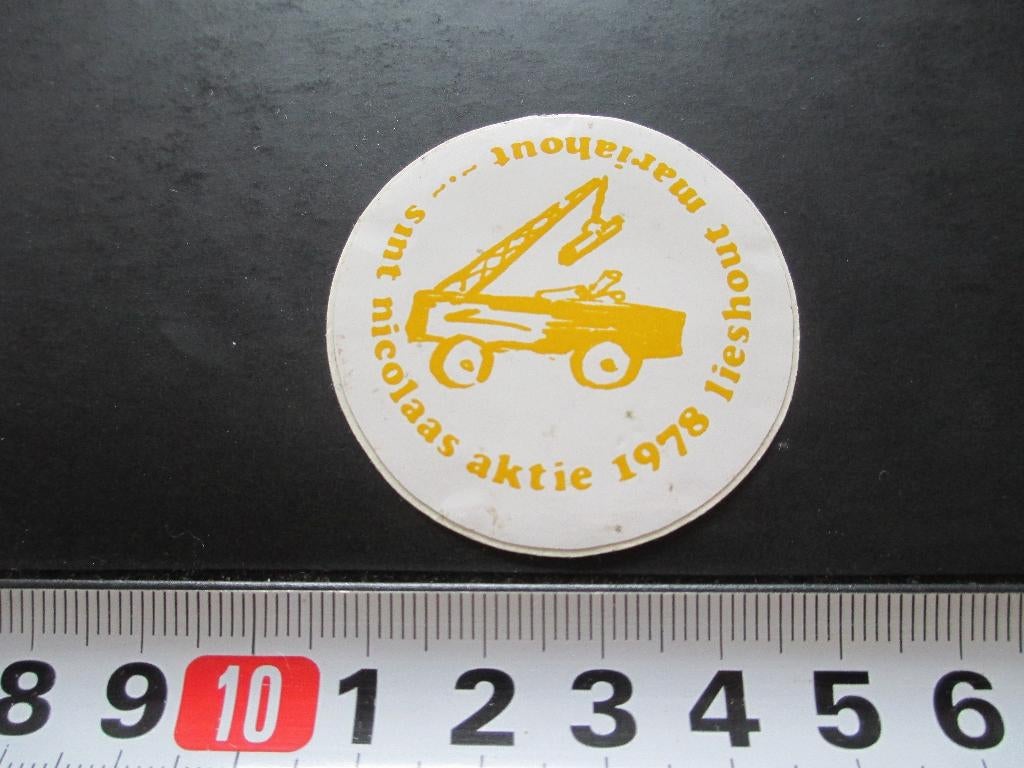 sint nicolaas aktie 1978 lieshout mariahout ~.~
8 9 10 1 2 3 4 5 6